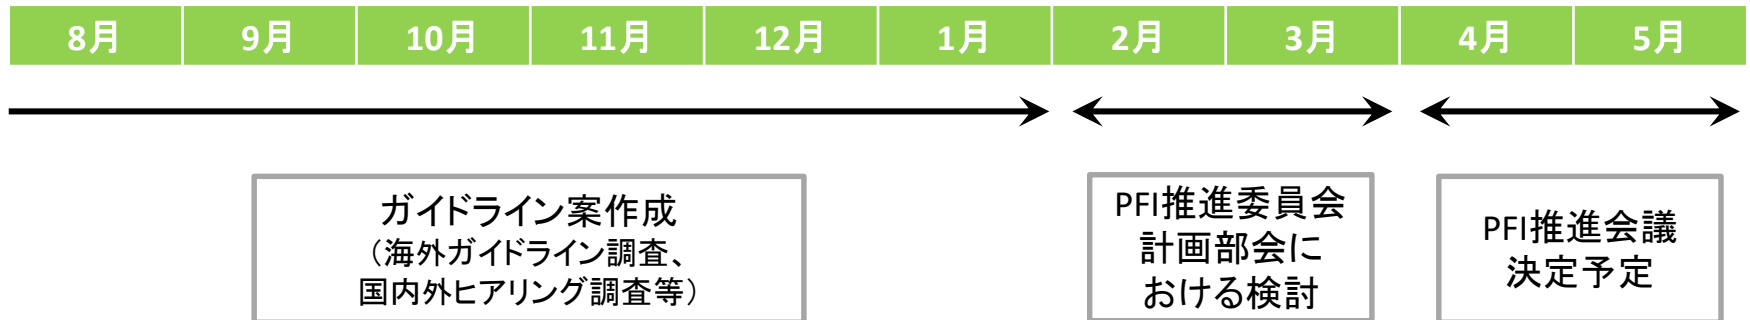 8月 9月 10月 11月 12月 1月 2月 3月 4月 5月
ガイドライン案作成
（海外ガイドライン調査、
国内外ヒアリング調査等）
PFI推進委員会
計画部会に
おける検討
PFI推進会議
決定予定